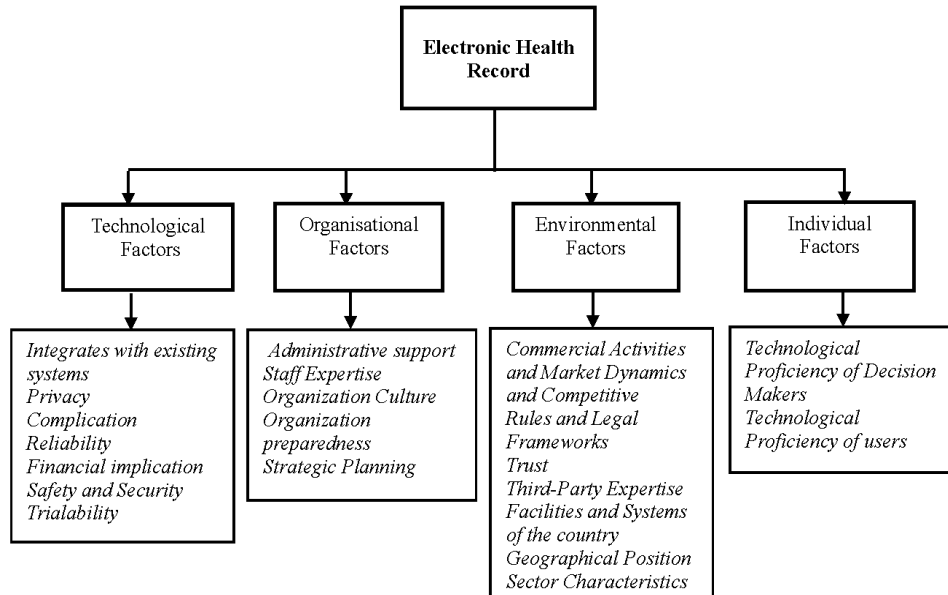 Electronic Health
Record
Technological
Factors
Organisational
Factors
Environmental
Factors
Individual
Factors
Integrates with existing
systems
Privacy
Complication
Reliability
Financial implication
Safety and Security
Trialability
Administrative support
Staff Expertise
Organization Culture
Organization
preparedness
Strategic Planning
Commercial Activities
and Market Dynamics
and Competitive
Rules and Legal
Frameworks
Trust
Third-Party Expertise
Facilities and Systems
of the country
Geographical Position
Sector Characteristics
Technological
Proficiency of Decision
Makers
Technological
Proficiency of users